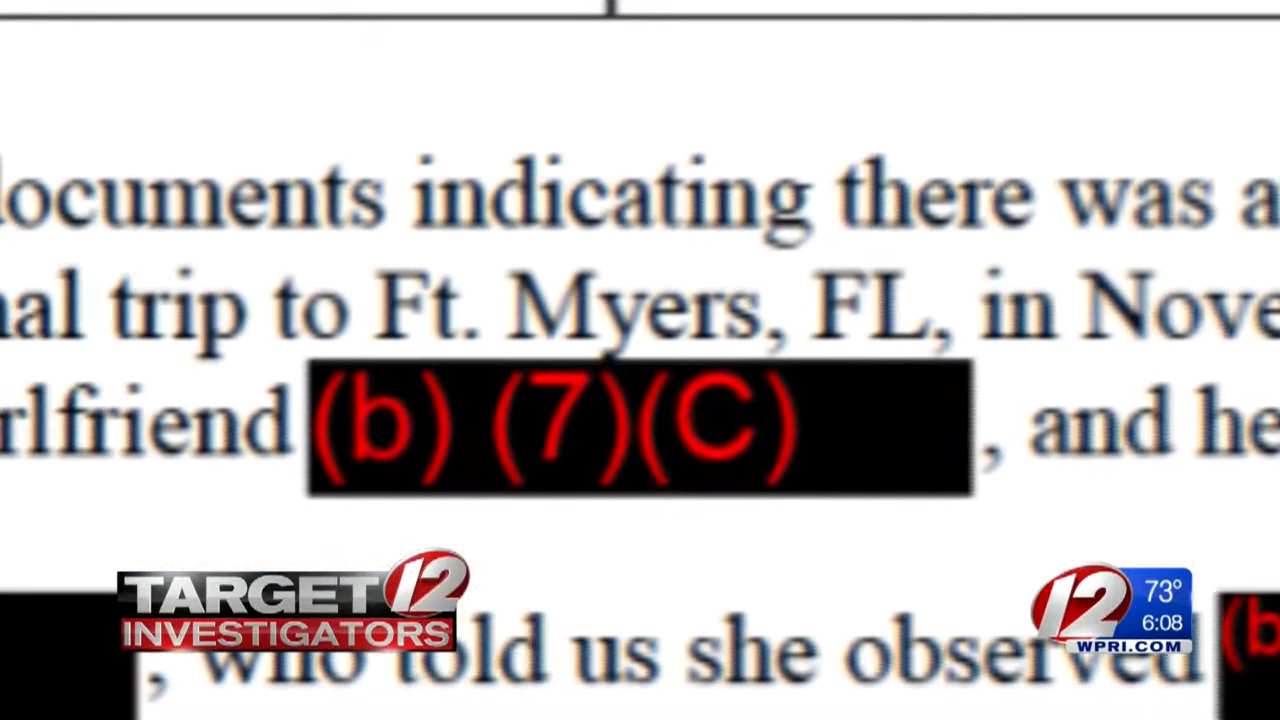 documents indicating there was a
nal trip to Ft. Myers, FL, in Nove
rlfriend (b) (7)(C) , and he
, who told us she observed (b
TARGET 12
INVESTIGATORS
12 73°
6:08
WPRI.COM